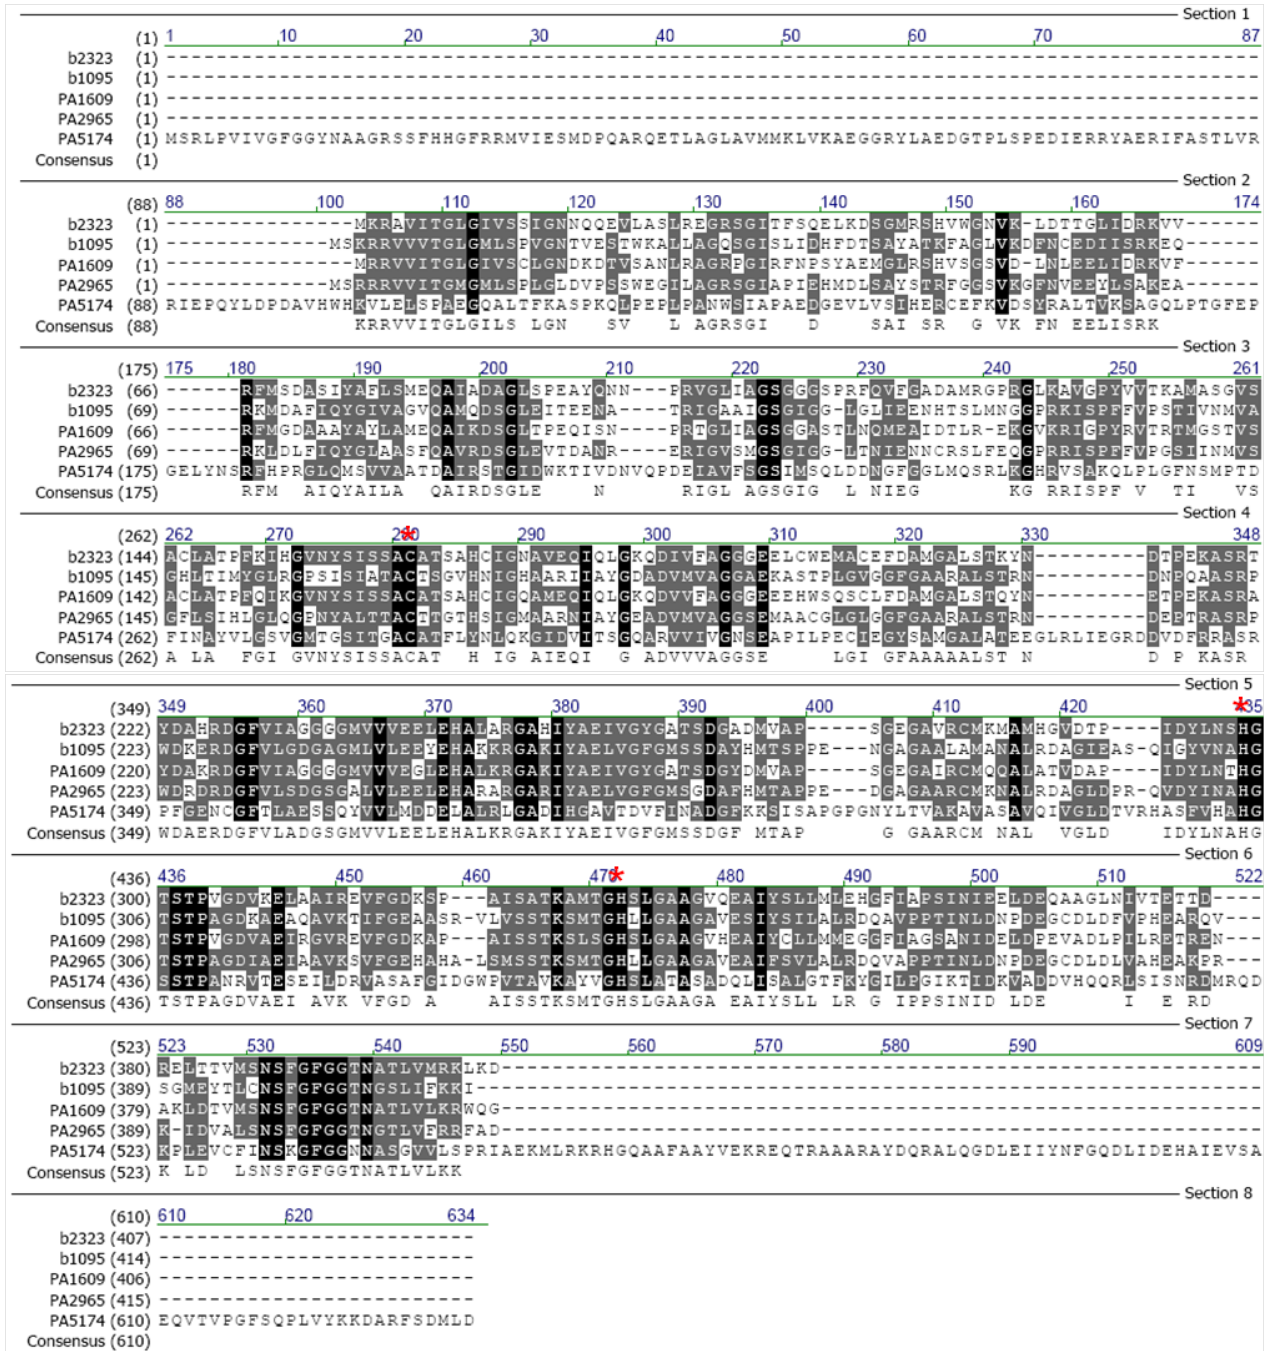 Section 1
(1) 1 10 20 30 40 50 60 70 87
b2323 (1) ---------------------------------------------------------------------------------------
b1095 (1) ---------------------------------------------------------------------------------------
PA1609 (1) ---------------------------------------------------------------------------------------
PA2965 (1) ---------------------------------------------------------------------------------------
PA5174 (1) MSRLPVIVGFGGYNAAGRSSFHHGFRRMVIESMDPQARQETLAGLAVMMKLVKAEGGRYLAEDGTPLSPEDIERRYAERIFASTLVR
Consensus (1)
Section 2
(88) 88 100 110 120 130 140 150 160 174
b2323 (1) ---------------MKRAVITGLGIVSSIGNNQQEVLASLREGRSGITFSQELKDSGMRSHVWGNVK-LDTTGLIDRKVV------
b1095 (1) -------------MSKRRVVVTGLGMLSPVGNTVESTWKALLAGQSGISLIDHFDTSAYATKFAGLVKDFNCEDIISRKEQ------
PA1609 (1) ---------------MRRVVITGLGIVSCLGNDKDTVSANLRAGRPGIRFNPSYAEMGLRSHVSGSVD-LNLEELIDRKVF------
PA2965 (1) -------------MSRRRVVITGMGMLSPLGLDVPSSWEGILAGRSGIAPIEHMDLSAYSTRFGGSVKGFNVEEYLSAKEA------
PA5174 (88) RIEPQYLDPDAVHWHKVLELSPAEGQALTFKASPKQLPEPLPANWSIAPAEDGEVLVSIHERCEFKVDSYRALTVKSAGQLPTGFEP
Consensus (88) KRRVVITGLGILS LGN SV L AGRSGI D SAI SR G VK FN EELISRK
Section 3
(175) 175 180 190 200 210 220 230 240 250 261
b2323 (66) ------RFMSDASIYAFLSMEQAIADAGLSPEAYQNN---PRVGLIAGSGGGSPRFQVFGADAMRGPRGLKAVGPYVVTKAMASGVS
b1095 (69) ------RKMDAFIQYGIVAGVQAMQDSGLEITEENA----TRIGAAIGSGIGG-LGLIEENHTSLMNGGPRKISPFFVPSTIVNMVA
PA1609 (66) ------RFMGDAAAYAYLAMEQAIKDSGLTPEQISN---PRTGLIAGSGGASTLNQMEAIDTLR-EKGVKRIGPYRVTRTMGSTVS
PA2965 (69) ------RKLDLFIQYGLAASFQAVRDSGLEVTDANR----ERIGVSMGSGIGG-LTNIENNCRSLFEQGPRRISPFFVPGSIINMVS
PA5174 (175) GELYNSRFHPRGLQMSVVAATDAIRSTGIDWKTIVDNVQPDEIAVFSGSIMSQLDDNGFGGLMQSRLKGHRVSAKQLPLGFNSMPTD
Consensus (175) RFM AIQYAILA QAIRDSGLE N RIGL AGSGIG L NIEG KG RRISPF V TI VS
Section 4
(262) 262 270 280 290 300 310 320 330 348
*
b2323 (144) ACLATPFKIHGVNYSISSACATSAHCIGNAVEQIQLGKQDIVFAGGGEELCWEMACEFDAMGALSTKYN---------DTPEKASRT
b1095 (145) GHLTIMYGLRGPSISIATACTSGVHNIGHAARIIAYGDADVMVAGGAEKASTPLGVGGFGAARALSTRN---------DNPQAASRP
PA1609 (142) ACLATPFQIKGVNYSISSACATSAHCIGQAMEQIQLGKQDVVFAGGGEEEHWSQSCLFDAMGALSTQYN---------ETPEKASRA
PA2965 (145) GFLSIHLGLQGPNYALTTACTTGTHSIGMAARNIAYGEADVMVAGGSEMAACGLGLGGFGAARALSTRN---------DEPTRASRP
PA5174 (262) FINAYVLGSVGMTGSITGACATFLYNLQKGIDVITSGQARVVIVGNSEAPILPECIEGYSAMGALATEEGLRLIEGRDDVDFRRASR
Consensus (262) A LA FGI GVNYSISSACAT H IG AIEQI G ADVVVAGGSE LGI GFAAAAALST N D P KASR
Section 5
(349) 349 360 370 380 390 400 410 420 435
*
b2323 (222) YDAHRDGFVIAGGGGMVVVEELEHALARGAHIYAEIVGYGATSDGADMVAP-----SGEGAVRCMKMAMHGVDTP----IDYLNSHG
b1095 (223) WDKERDGFVLGDGAGMLVLEEYEHAKKRGAKIYAELVGFGMSSDAYHMTSPPE---NGAGAALAMANALRDAGIEAS-QIGYVNAHG
PA1609 (220) YDAKRDGFVIAGGGGMVVVEGLEHALKRGAKIYAEIVGYGATSDGYDMVAP-----SGEGAIRCMQQALATVDAP----IDYLNTHG
PA2965 (223) WDRDRDGFVLSDGSGALVLEELEHARARGARIYAELVGFGMSGDAFHMTAPPE---DGAGAARCMKNALRDAGLDPR-QVDYINAHG
PA5174 (349) PFGENCGFTLAESSQYVVLMDDELALRLGADIHGAVTDVFINADGFKKSISAPGPGNYLTVAKAVASAVQIVGLDTVRHASFVHAHG
Consensus (349) WDAERDGFVLADGSGMVVLEELEHALKRGAKIYAEIVGFGMSSDGF MTAP G GAARCM NAL VGLD IDYLNAHG
Section 6
(436) 436 450 460 470 480 490 500 510 522
*
b2323 (300) TSTPVGDVKELAAIREVFGDKSP---AISATKAMTGHSLGAAGVQEAIYSLLMLEHGFIAPSINIEELDEQAAGLNIVTETTD----
b1095 (306) TSTPAGDKAEAQAVKTIFGEAASR-VLVSSTKSMTGHLLGAAGAVESIYSILALRDQAVPPTINLDNPDEGCDLDFVPHEARQV---
PA1609 (298) TSTPVGDVAEIRGVREVFGDKAP---AISSTKSLSGHSLGAAGVHEAIYCLLMMEGGFIAGSANIDELDPEVADLPILRETREN---
PA2965 (306) TSTPAGDIAEIAAVKSVFGEHAHA-LSMSSTKSMTGHLLGAAGAVEAIFSVLALRDQVAPPTINLDNPDEGCDLDLVAHEAKPR---
PA5174 (436) SSTPANRVTESEILDRVASAFGIDGWPVTAVKAYVGHSLATASADQLISALGTFKYGILPGIKTIDKVADDVHQQRLSISNRDMRQD
Consensus (436) TSTPAGDVAEI AVK VFGD A AISSTKSMTGHSLGAAGA EAIYSLL LRG IPPSINID LDE I E RD
Section 7
(523) 523 530 540 550 560 570 580 590 609
b2323 (380) RELTTVMSNSFGFGGTNATLVMRKLKD------------------------------------------------------------
b1095 (389) SGMEYTLCNSFGFGGTNGSLIFKKI--------------------------------------------------------------
PA1609 (379) AKLDTVMSNSFGFGGTNATLVLKRWQG------------------------------------------------------------
PA2965 (389) K-IDVALSNSFGFGGTNGTLVFRRFAD------------------------------------------------------------
PA5174 (523) KPLEVCFINSKGFGGNNASGVVLSPRIAEKMLRKRHGQAAFAAYVEKREQTRAAARAYDQRALQGDLEIIYNFGQDLIDEHAIEVSA
Consensus (523) K LD LSNSFGFGGTNATLVLKK
Section 8
(610) 610 620 634
b2323 (407) -------------------------
b1095 (414) -------------------------
PA1609 (406) -------------------------
PA2965 (415) -------------------------
PA5174 (610) EQVTVPGFSQPLVYKKDARFSDMLD
Consensus (610)